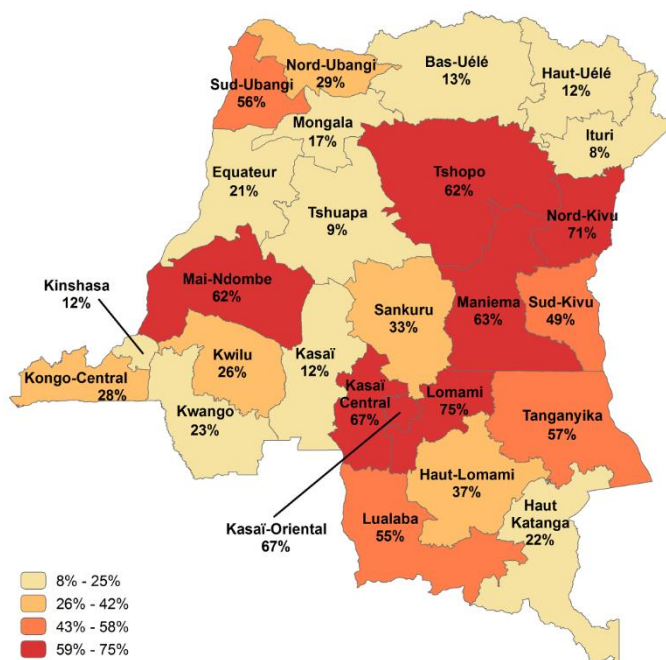 Nord-Ubangi
29%
Bas-Uélé
13%
Haut-Uélé
12%
Sud-Ubangi
56%
Mongala
17%
Ituri
8%
Equateur
21%
Tshopo
62%
Tshuapa
9%
Nord-Kivu
71%
Mai-Ndombe
62%
Kinshasa
12%
Sankuru
33%
Maniema
63%
Sud-Kivu
49%
Kwilu
26%
Kasaï
12%
Kongo-Central
28%
Kwango
23%
Kasaï
Central
67%
Lomami
75%
Tanganyika
57%
Haut-Lomami
37%
Kasaï-Oriental
67%
Lualaba
55%
Haut
Katanga
22%
8% - 25%
26% - 42%
43% - 58%
59% - 75%